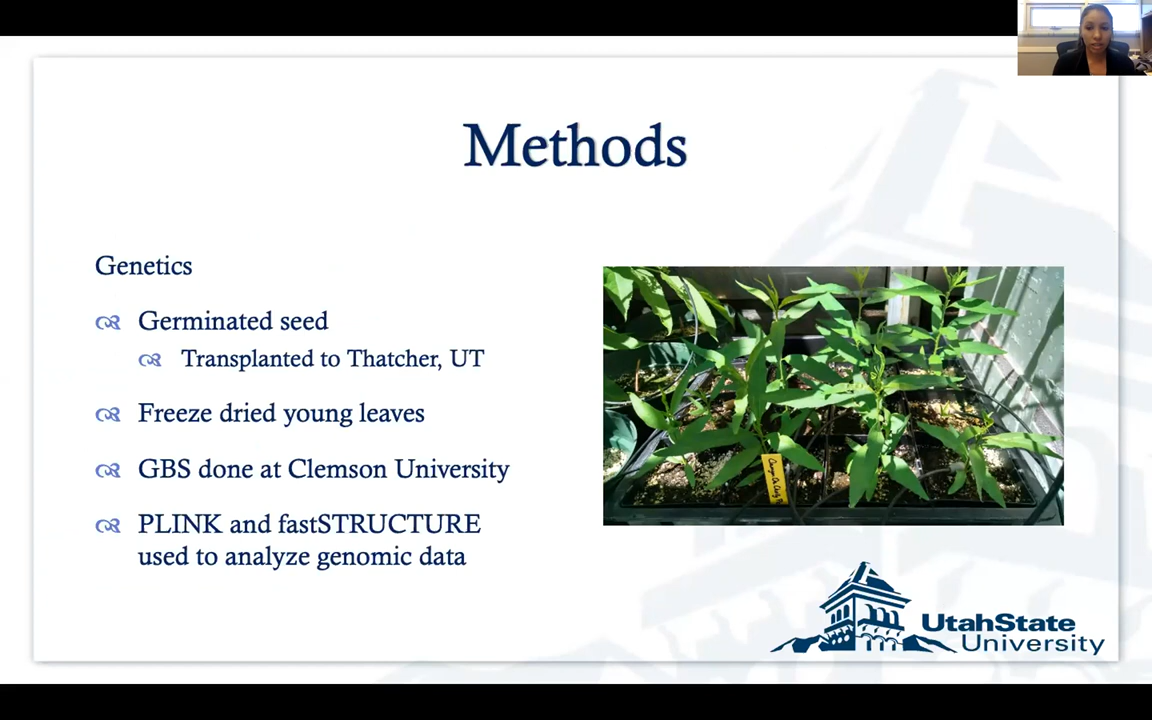 Methods
Genetics
Germinated seed
Transplanted to Thatcher, UT
Freeze dried young leaves
GBS done at Clemson University
PLINK and fastSTRUCTURE
used to analyze genomic data
UtahState
University